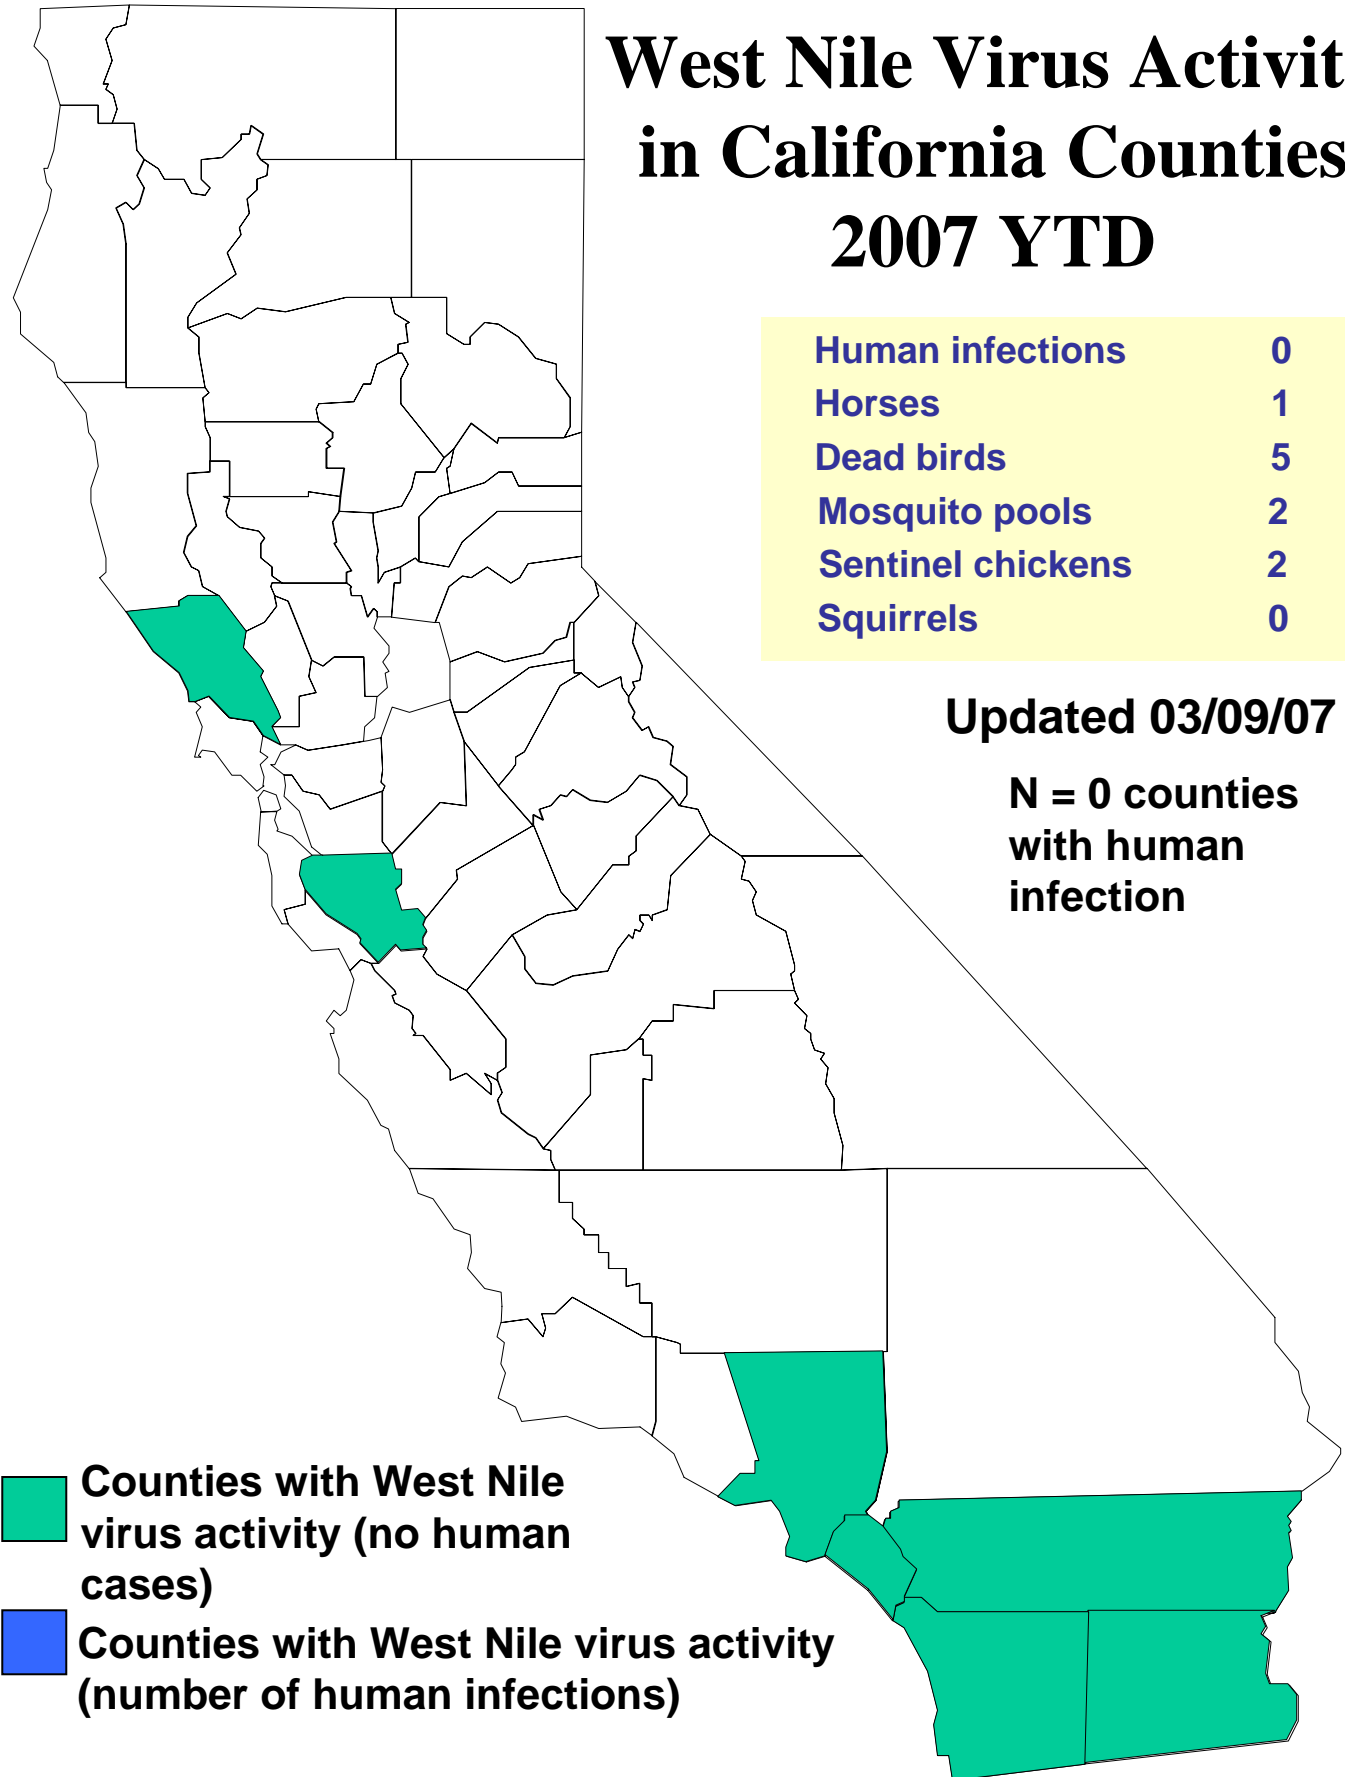 West Nile Virus Activit
in California Counties
2007 YTD
Human infections 0
Horses 1
Dead birds 5
Mosquito pools 2
Sentinel chickens 2
Squirrels 0
Updated 03/09/07
N = 0 counties
with human
infection
Counties with West Nile
virus activity (no human
cases)
Counties with West Nile virus activity
(number of human infections)